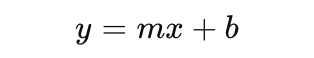 y = mx + b